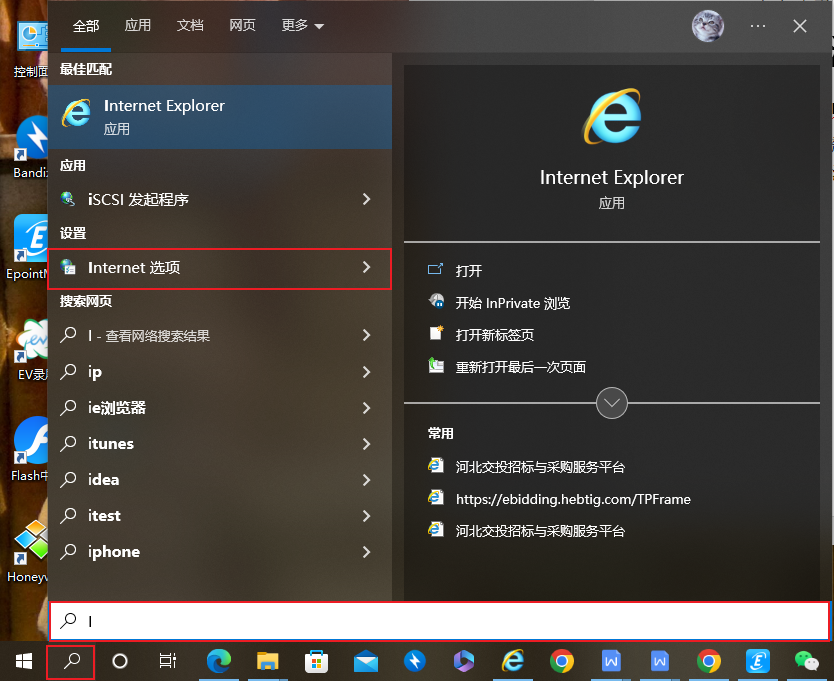 全部
应用
文档
网页
更多
最佳匹配
Internet Explorer
应用
应用
iSCSI 发起程序
设置
Internet 选项
搜索网页
I - 查看网络搜索结果
ip
ie浏览器
itunes
idea
itest
iphone
Internet Explorer
应用
打开
开始 InPrivate 浏览
打开新标签页
重新打开最后一次页面
常用
河北交投招标与采购服务平台
https://ebidding.hebtig.com/TPFrame
河北交投招标与采购服务平台
控制面
Bandiz
EpointM
EV录屏
Flash中
Honeyw
I